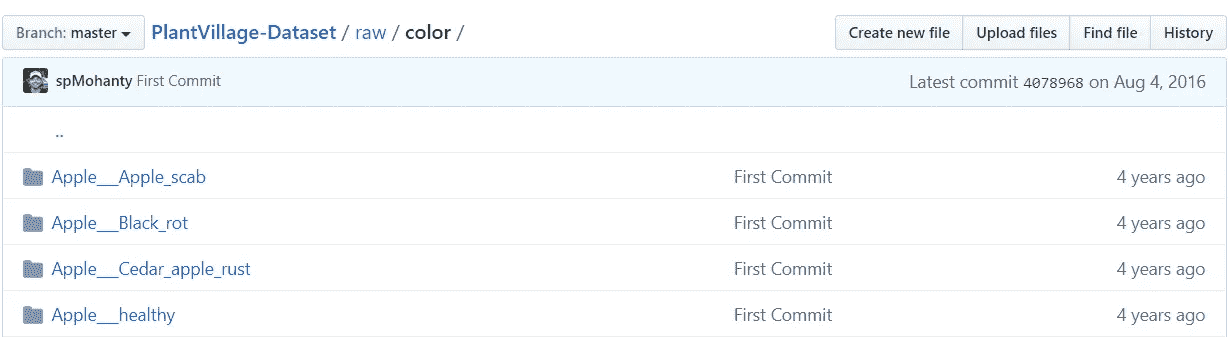 Branch: master PlantVillage-Dataset / raw / color / Create new file Upload files Find file History
spMohanty First Commit Latest commit 4078968 on Aug 4, 2016
..
Apple___Apple_scab First Commit 4 years ago
Apple___Black_rot First Commit 4 years ago
Apple___Cedar_apple_rust First Commit 4 years ago
Apple___healthy First Commit 4 years ago